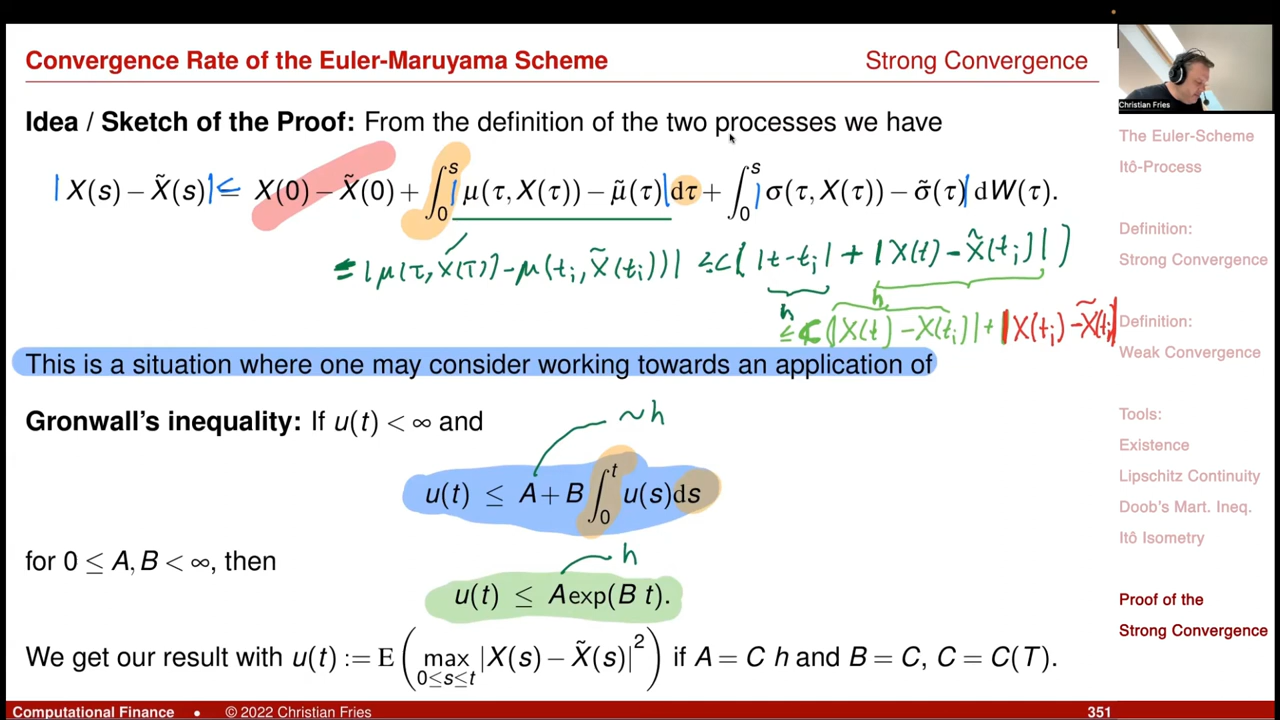 Convergence Rate of the Euler-Maruyama Scheme Strong Convergence
Christian Fries
Idea / Sketch of the Proof: From the definition of the two processes we have
|X(s) − X̃(s)| ≤ X(0) − X̃(0) + ∫₀ˢ |μ(τ, X(τ)) − μ̃(τ)| dτ + ∫₀ˢ |σ(τ, X(τ)) − σ̃(τ)| dW(τ).
≤ |μ(τ, X(τ)) − μ(tᵢ, X̃(tᵢ))| ≤ C( |t−tᵢ| + |X(t) − X̃(tᵢ)| )
h h
≤ C(|X(t) − X(tᵢ)| + |X(tᵢ) − X̃(tᵢ)|
This is a situation where one may consider working towards an application of
Gronwall's inequality: If u(t) < ∞ and
~h
u(t) ≤ A + B ∫₀ᵗ u(s)ds
for 0 ≤ A, B < ∞, then
h
u(t) ≤ A exp(B t).
We get our result with u(t) := E( max 0≤s≤t |X(s) − X̃(s)|² ) if A = C h and B = C, C = C(T).
The Euler-Scheme
Itô-Process
Definition:
Strong Convergence
Definition:
Weak Convergence
Tools:
Existence
Lipschitz Continuity
Doob's Mart. Ineq.
Itô Isometry
Proof of the
Strong Convergence
Computational Finance • © 2022 Christian Fries 351